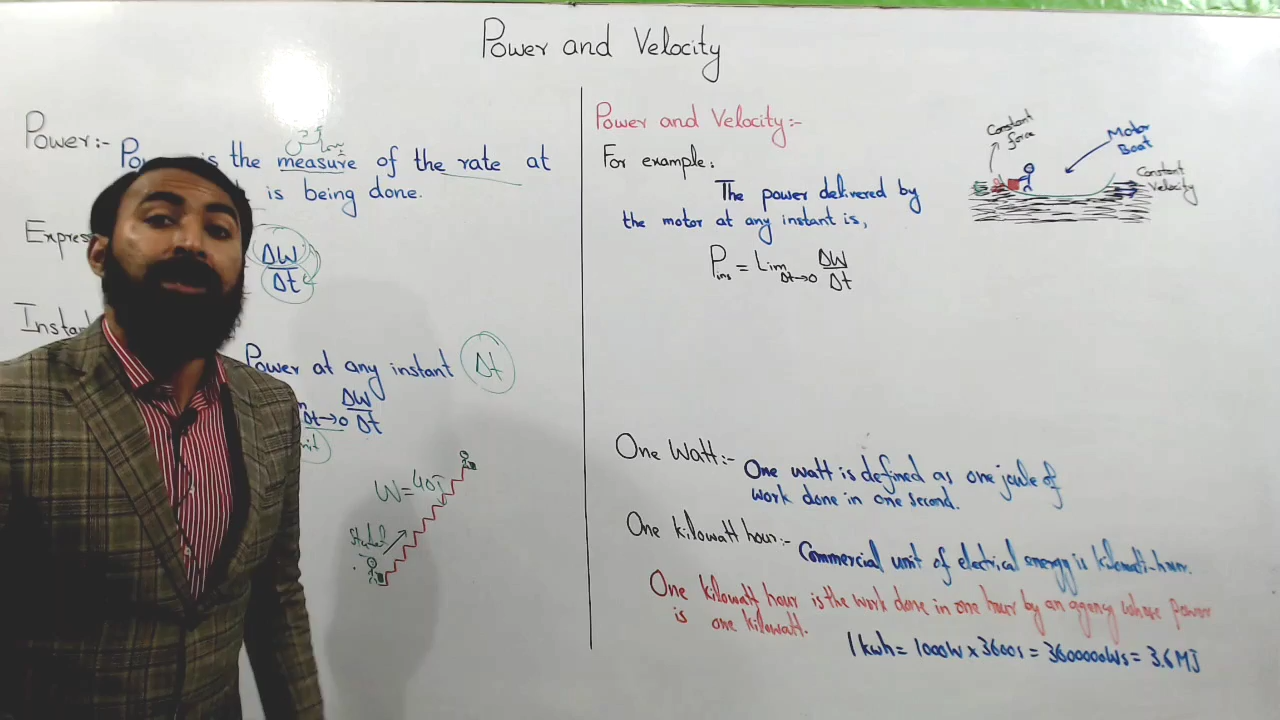 Power and Velocity
Power:-
پیمائش
is the measure of the rate at
is being done.
ΔW
Δt
Power at any instant Δt
Δt→0 ΔW
Δt
W=40J
Power and Velocity:-
For example:
The power delivered by
the motor at any instant is,
Pins = Lim Δt→0 ΔW
Δt
Constant
force
Motor
Boat
Constant
Velocity
One Watt:- One watt is defined as one joule of
work done in one second.
One kilowatt hour:-
Commercial unit of electrical energy is kilowatt-hour.
One kilowatt hour is the work done in one hour by an agency whose power
is one kilowatt.
1kwh = 1000W x 3600s = 3600000Ws = 3.6MJ